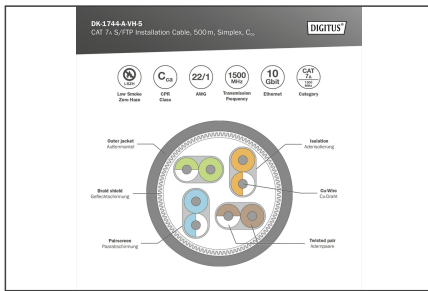 DK-1744-A-VH-5
CAT 7A S/FTP Installation Cable, 500 m, Simplex, Cca
DIGITUS®
LSZH
Low Smoke
Zero Haze
Cca
CPR
Class
22/1
AWG
1500
MHz
Transmission
Frequency
10
Gbit
Ethernet
CAT
7A
Category
Outer jacket
Außenmantel
Isolation
Aderisolierung
Braid shield
Geflechtschirmung
Cu-Wire
Cu-Draht
Pairscreen
Paarabschirmung
Twisted pair
Adernpaare